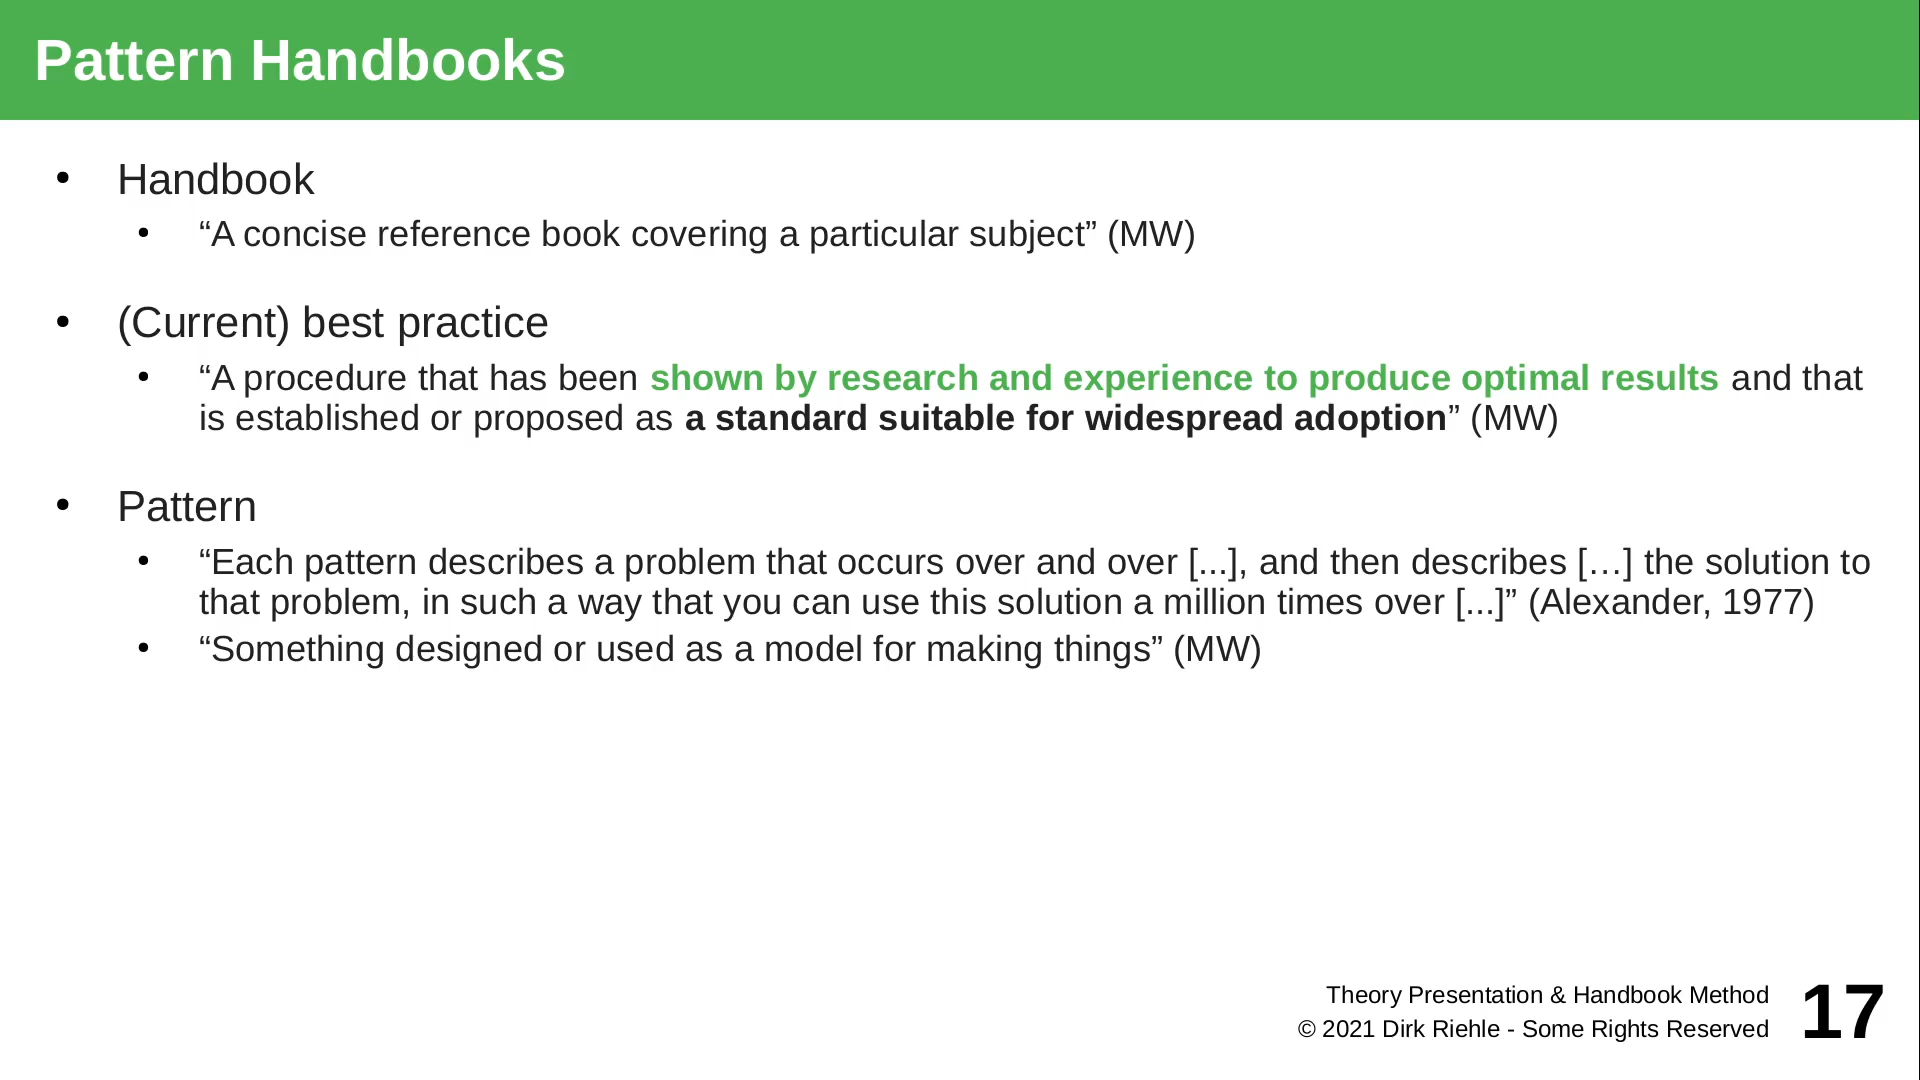 Pattern Handbooks
• Handbook
• “A concise reference book covering a particular subject” (MW)
• (Current) best practice
• “A procedure that has been shown by research and experience to produce optimal results and that
is established or proposed as a standard suitable for widespread adoption” (MW)
• Pattern
• “Each pattern describes a problem that occurs over and over [...], and then describes […] the solution to
that problem, in such a way that you can use this solution a million times over [...]” (Alexander, 1977)
• “Something designed or used as a model for making things” (MW)
Theory Presentation & Handbook Method
© 2021 Dirk Riehle - Some Rights Reserved
17